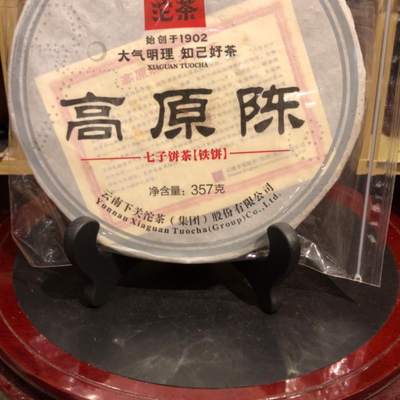 沱茶
始创于1902
大气明理 知己好茶
XIAGUAN TUOCHA
高原陈
七子饼茶【铁饼】
净含量：357克
云南下关沱茶（集团）股份有限公司
Yunnan Xiaguan Tuocha(Group)Co.,Ltd.